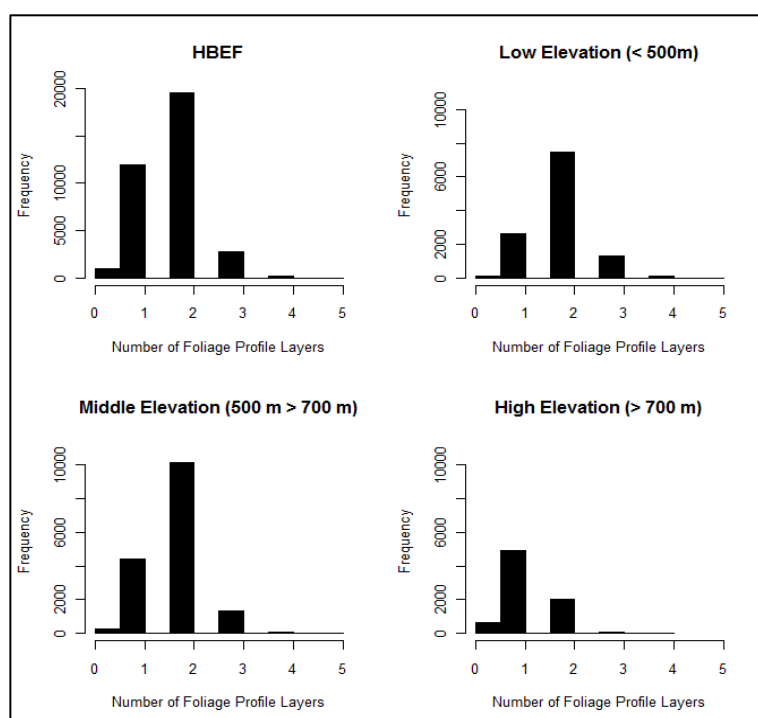 HBEF
Frequency
0 5000 10000 20000
0 1 2 3 4 5
Number of Foliage Profile Layers
Low Elevation (< 500m)
Frequency
0 2000 6000 10000
0 1 2 3 4 5
Number of Foliage Profile Layers
Middle Elevation (500 m > 700 m)
Frequency
0 2000 6000 10000
0 1 2 3 4 5
Number of Foliage Profile Layers
High Elevation (> 700 m)
Frequency
0 2000 6000 10000
0 1 2 3 4 5
Number of Foliage Profile Layers